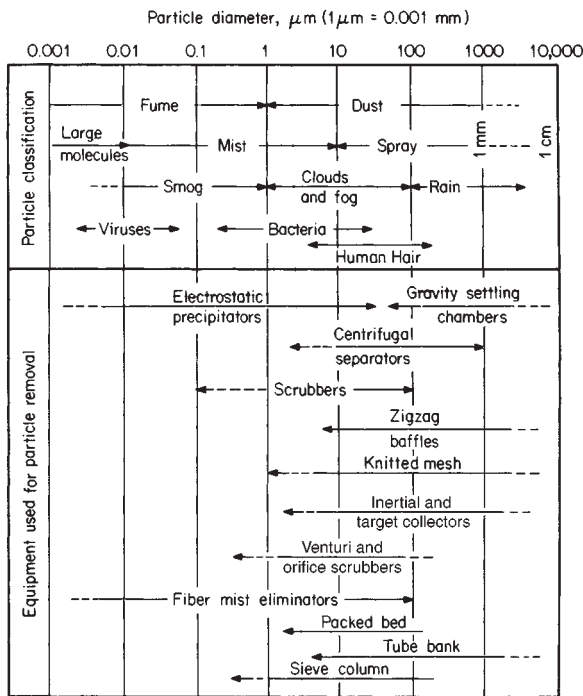 Particle diameter, μm (1μm = 0.001 mm)
0.001 0.01 0.1 1 10 100 1000 10,000
Particle classification
Fume Dust
Large
molecules
Mist Spray
1 mm
1 cm
Smog
Clouds
and fog
Rain
Viruses Bacteria
Human Hair
Equipment used for particle removal
Electrostatic
precipitators
Gravity settling
chambers
Centrifugal
separators
Scrubbers
Zigzag
baffles
Knitted mesh
Inertial and
target collectors
Venturi and
orifice scrubbers
Fiber mist eliminators
Packed bed
Tube bank
Sieve column